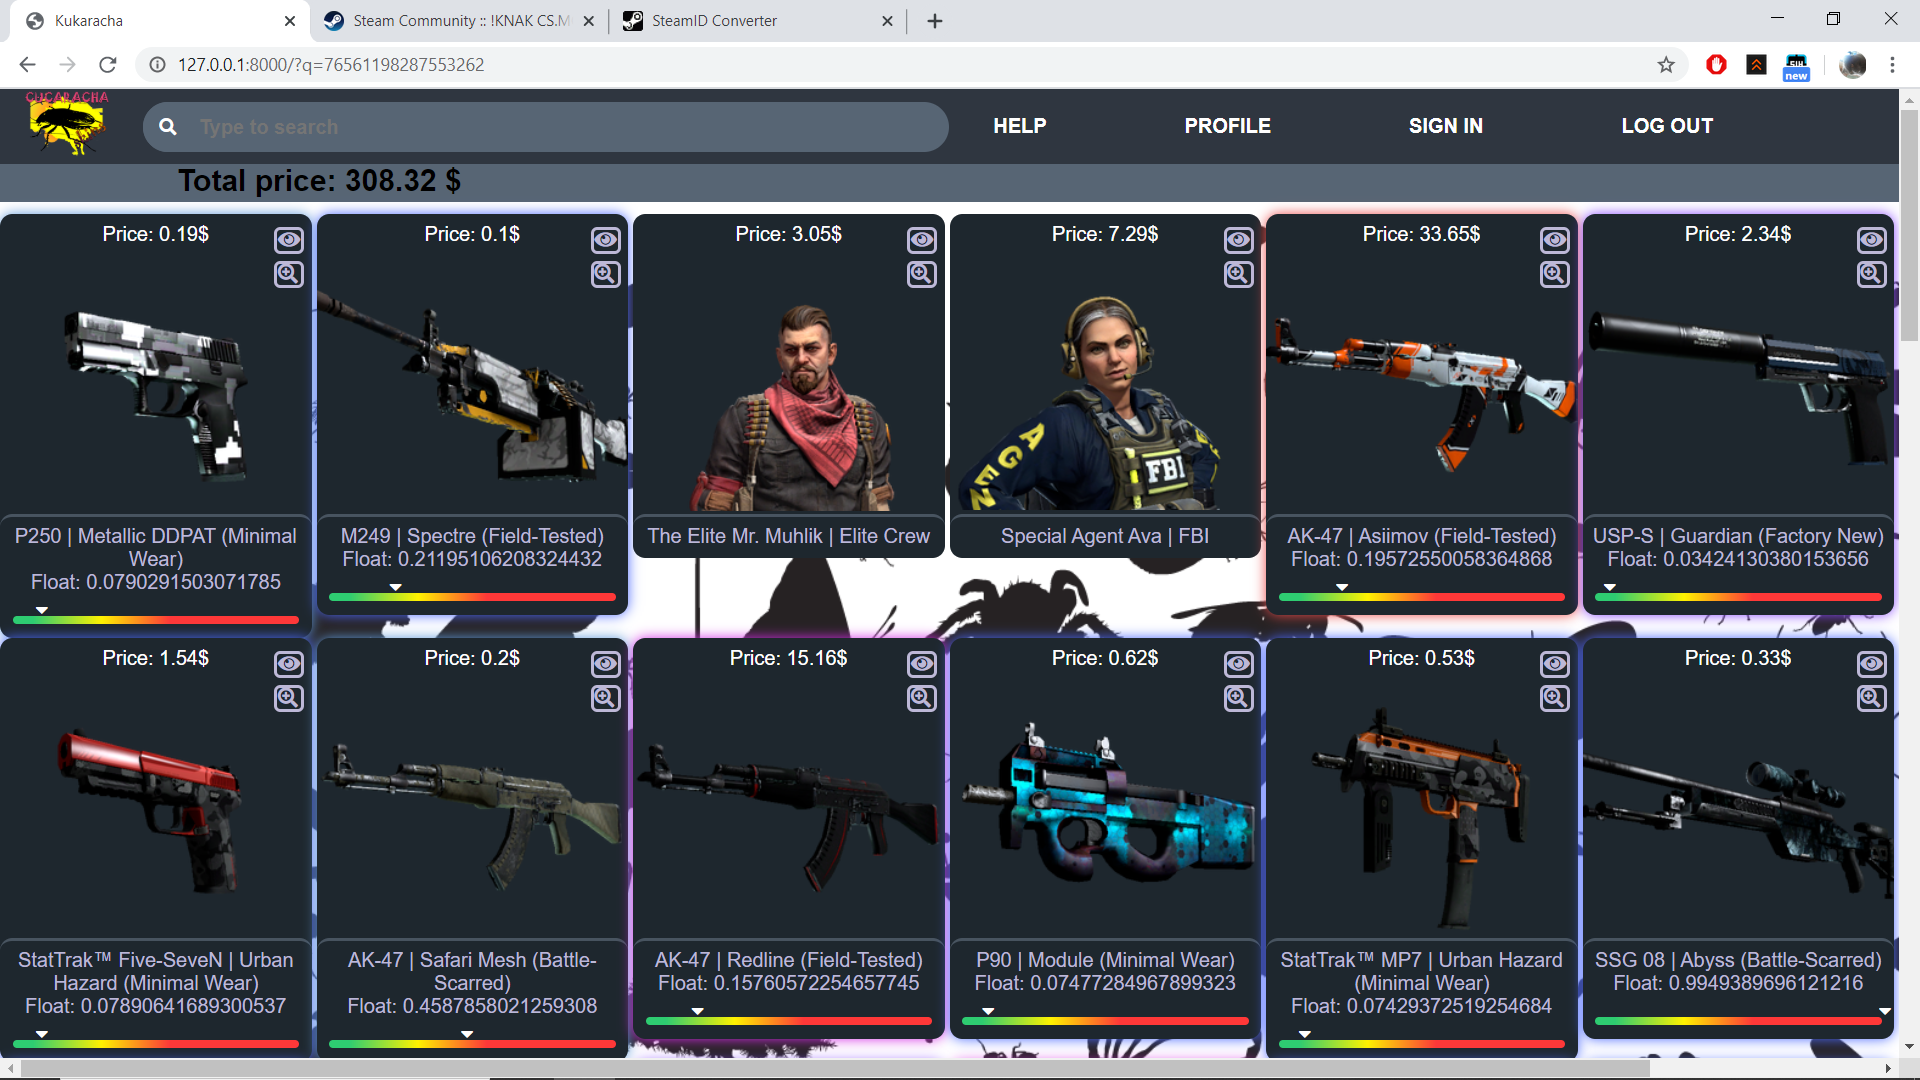 Kukaracha
Steam Community :: !KNAK CS.M
SteamID Converter
127.0.0.1:8000/?q=76561198287553262
new
CUCARACHA
Type to search
HELP
PROFILE
SIGN IN
LOG OUT
Total price: 308.32 $
Price: 0.19$
Price: 0.1$
Price: 3.05$
Price: 7.29$
Price: 33.65$
Price: 2.34$
AGEN
FBI
P250 | Metallic DDPAT (Minimal
Wear)
Float: 0.0790291503071785
M249 | Spectre (Field-Tested)
Float: 0.21195106208324432
The Elite Mr. Muhlik | Elite Crew
Special Agent Ava | FBI
AK-47 | Asiimov (Field-Tested)
Float: 0.19572550058364868
USP-S | Guardian (Factory New)
Float: 0.03424130380153656
Price: 1.54$
Price: 0.2$
Price: 15.16$
Price: 0.62$
Price: 0.53$
Price: 0.33$
StatTrak™ Five-SeveN | Urban
Hazard (Minimal Wear)
Float: 0.07890641689300537
AK-47 | Safari Mesh (Battle-
Scarred)
Float: 0.4587858021259308
AK-47 | Redline (Field-Tested)
Float: 0.15760572254657745
P90 | Module (Minimal Wear)
Float: 0.07477284967899323
StatTrak™ MP7 | Urban Hazard
(Minimal Wear)
Float: 0.07429372519254684
SSG 08 | Abyss (Battle-Scarred)
Float: 0.9949389696121216